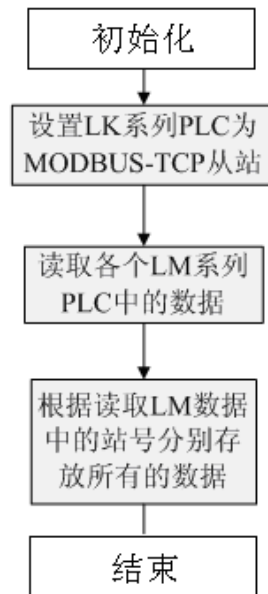 初始化
设置LK系列PLC为
MODBUS-TCP从站
读取各个LM系列
PLC中的数据
根据读取LM数据
中的站号分别存
放所有的数据
结束